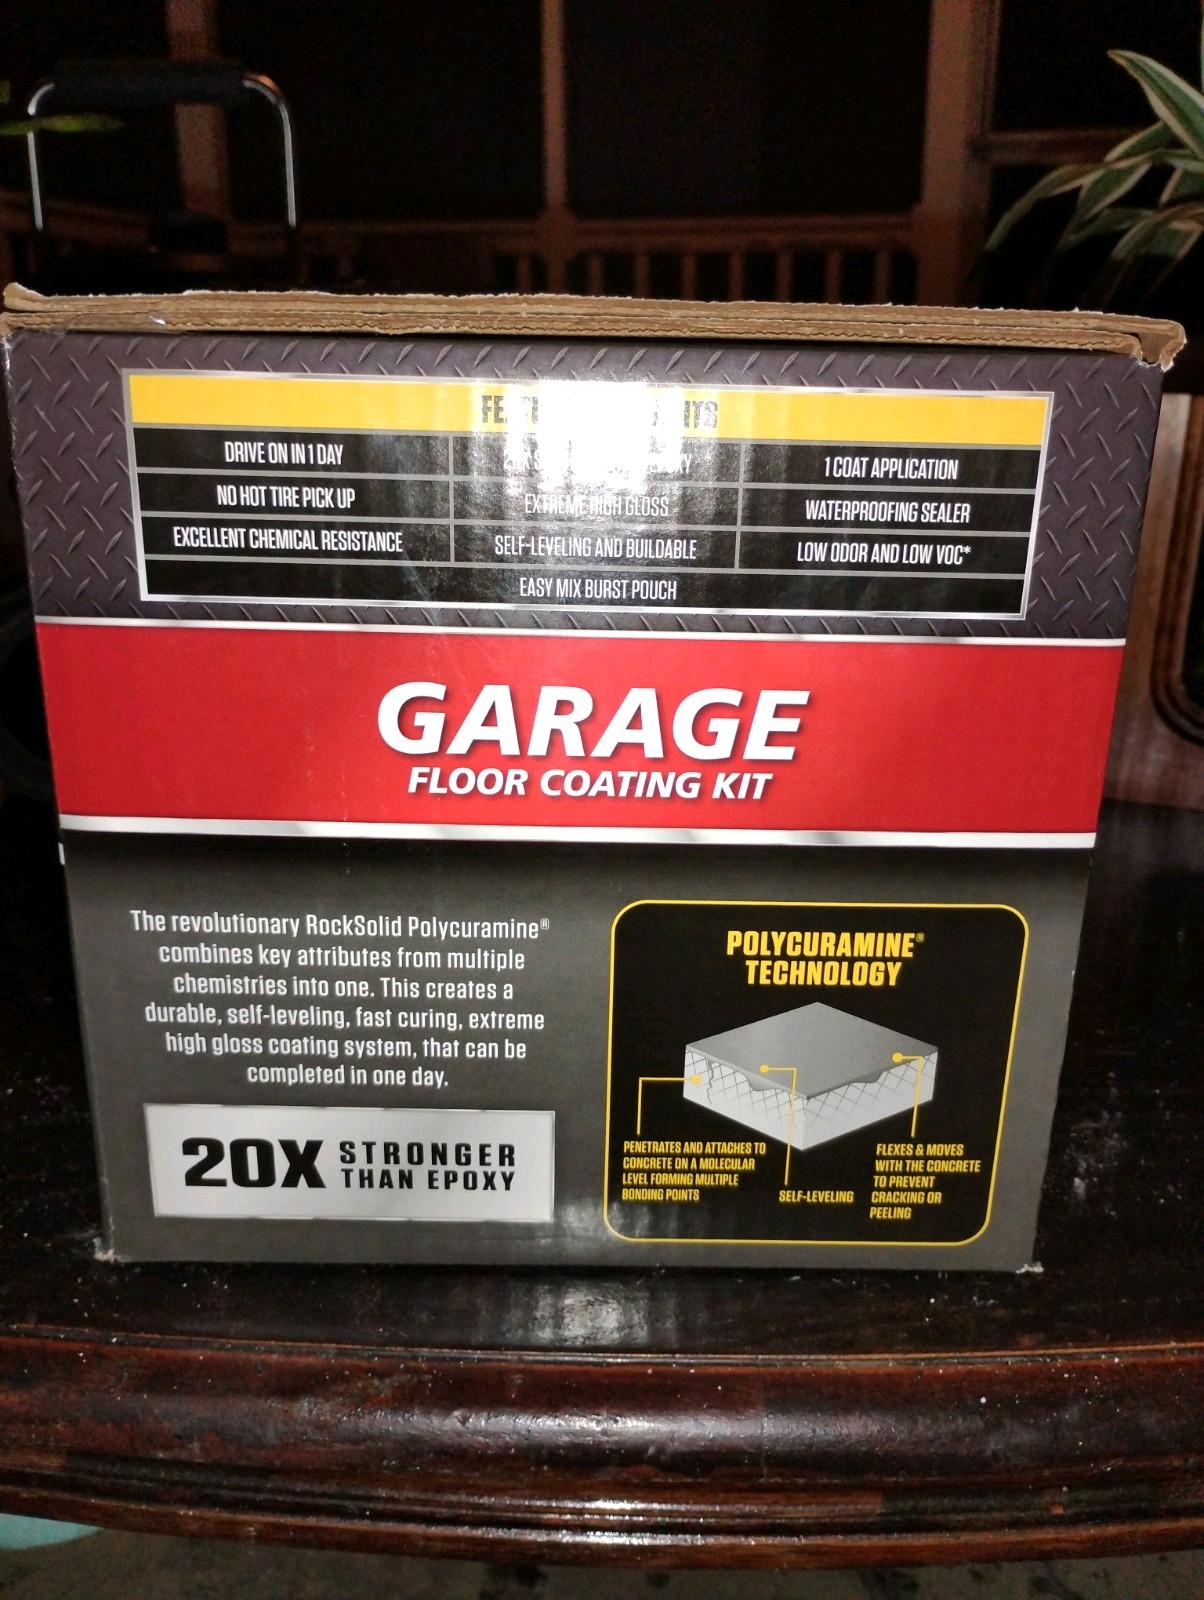 DRIVE ON IN 1 DAY
1 COAT APPLICATION
NO HOT TIRE PICK UP
EXTREME HIGH GLOSS
WATERPROOFING SEALER
EXCELLENT CHEMICAL RESISTANCE
SELF-LEVELING AND BUILDABLE
LOW ODOR AND LOW VOC*
EASY MIX BURST POUCH
GARAGE
FLOOR COATING KIT
The revolutionary RockSolid Polycuramine®
combines key attributes from multiple
chemistries into one. This creates a
durable, self-leveling, fast curing, extreme
high gloss coating system, that can be
completed in one day.
20X STRONGER
THAN EPOXY
POLYCURAMINE®
TECHNOLOGY
PENETRATES AND ATTACHES TO
CONCRETE ON A MOLECULAR
LEVEL FORMING MULTIPLE
BONDING POINTS
SELF-LEVELING
FLEXES & MOVES
WITH THE CONCRETE
TO PREVENT
CRACKING OR
PEELING